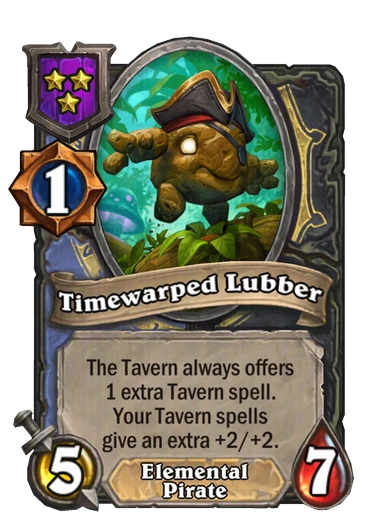 1
Timewarped Lubber
The Tavern always offers
1 extra Tavern spell.
Your Tavern spells
give an extra +2/+2.
5
Elemental
Pirate
7